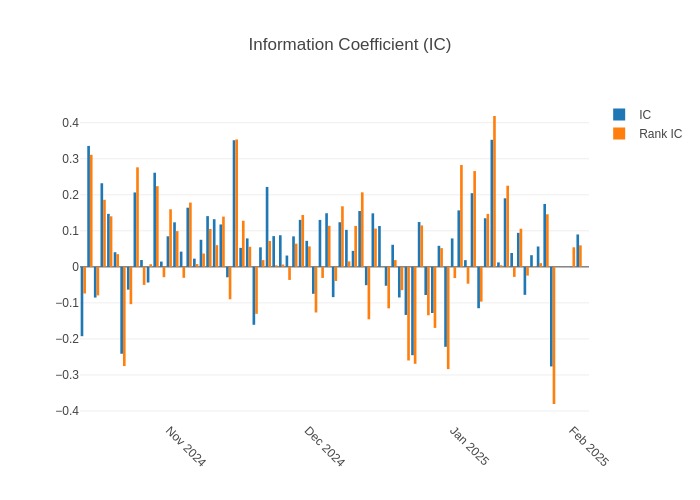 Information Coefficient (IC)
IC
Rank IC
0.4
0.3
0.2
0.1
0
−0.1
−0.2
−0.3
−0.4
Nov 2024
Dec 2024
Jan 2025
Feb 2025